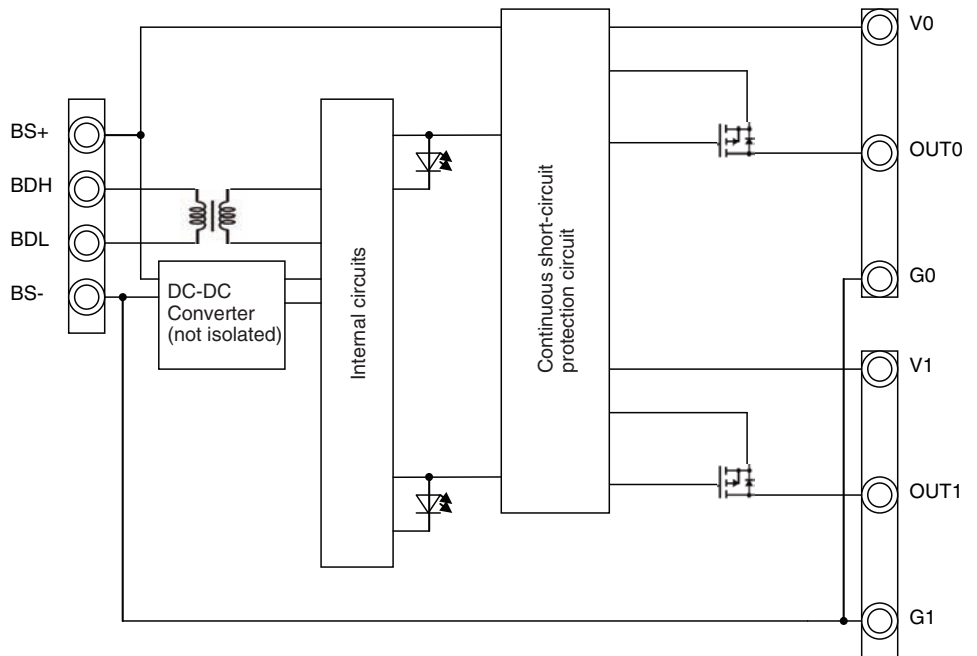 BS+
BDH
BDL
BS-
DC-DC
Converter
(not isolated)
Internal circuits
Continuous short-circuit
protection circuit
V0
OUT0
G0
V1
OUT1
G1